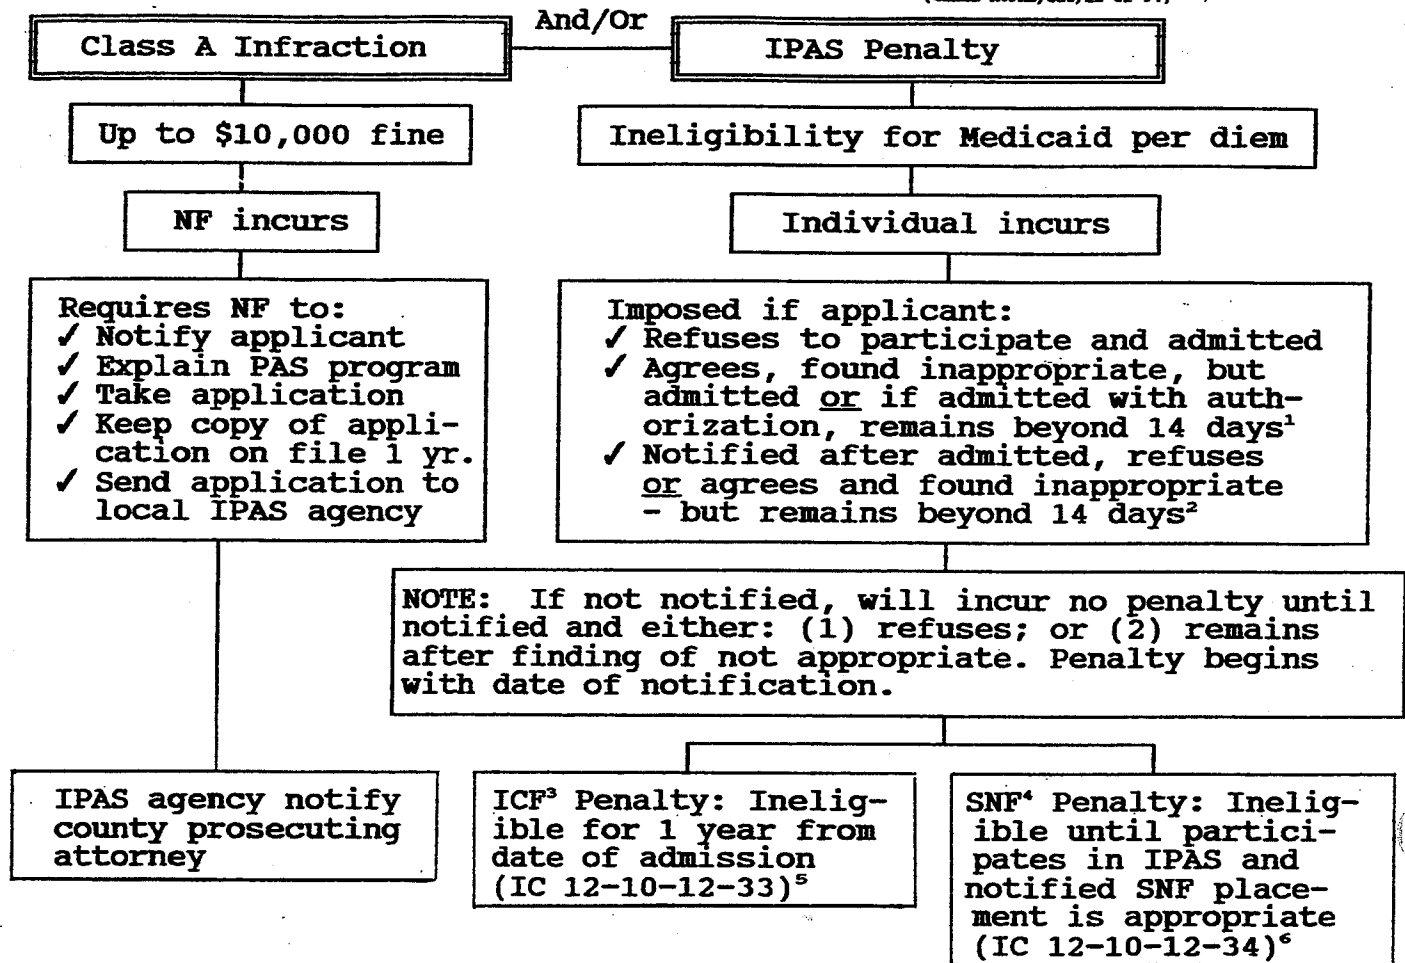 And/Or
Class A Infraction
IPAS Penalty
Up to $10,000 fine
Ineligibility for Medicaid per diem
NF incurs
Individual incurs
Requires NF to:
✓ Notify applicant
✓ Explain PAS program
✓ Take application
✓ Keep copy of appli-
cation on file 1 yr.
✓ Send application to
local IPAS agency
Imposed if applicant:
✓ Refuses to participate and admitted
✓ Agrees, found inappropriate, but
admitted or if admitted with auth-
orization, remains beyond 14 days¹
✓ Notified after admitted, refuses
or agrees and found inappropriate
- but remains beyond 14 days²
NOTE: If not notified, will incur no penalty until
notified and either: (1) refuses; or (2) remains
after finding of not appropriate. Penalty begins
with date of notification.
IPAS agency notify
county prosecuting
attorney
ICF³ Penalty: Inelig-
ible for 1 year from
date of admission
(IC 12-10-12-33)⁵
SNF⁴ Penalty: Inelig-
ible until partici-
pates in IPAS and
notified SNF place-
ment is appropriate
(IC 12-10-12-34)⁶